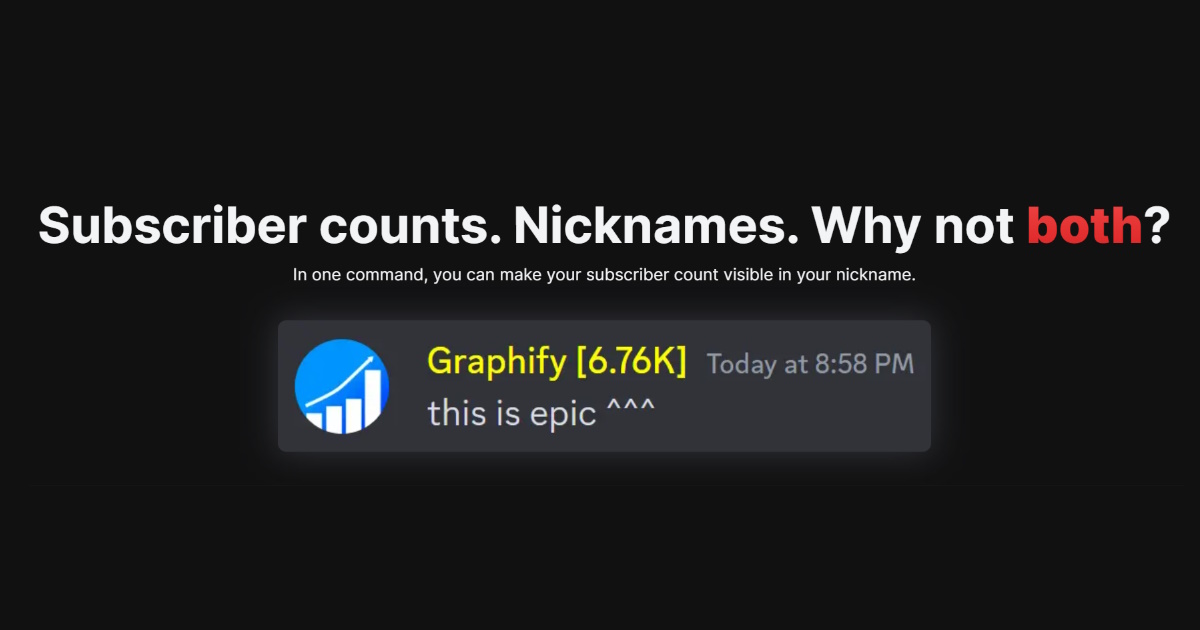 Subscriber counts. Nicknames. Why not both?
In one command, you can make your subscriber count visible in your nickname.
Graphify [6.76K] Today at 8:58 PM
this is epic ^^^